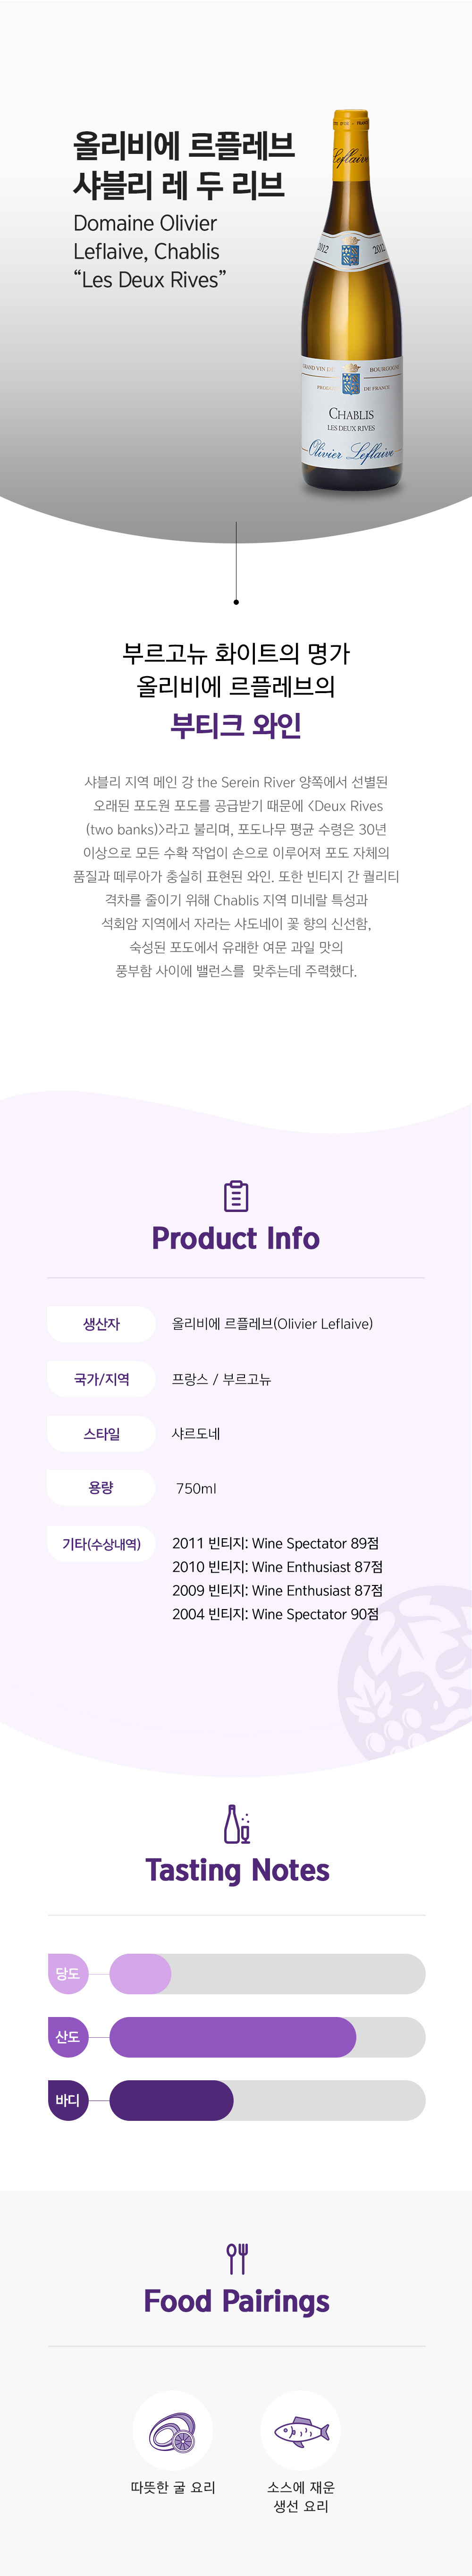 올리비에 르플레브
샤블리 레 두 리브
Domaine Olivier
Leflaive, Chablis
“Les Deux Rives”
Leflaive
2012
2012
GRAND VIN DE BOURGOGNE
PRODUIT DE FRANCE
CHABLIS
LES DEUX RIVES
Olivier Leflaive
부르고뉴 화이트의 명가
올리비에 르플레브의
부티크 와인
샤블리 지역 메인 강 the Serein River 양쪽에서 선별된
오래된 포도원 포도를 공급받기 때문에 <Deux Rives
(two banks)>라고 불리며, 포도나무 평균 수령은 30년
이상으로 모든 수확 작업이 손으로 이루어져 포도 자체의
품질과 떼루아가 충실히 표현된 와인. 또한 빈티지 간 퀄리티
격차를 줄이기 위해 Chablis 지역 미네랄 특성과
석회암 지역에서 자라는 샤도네이 꽃 향의 신선함,
숙성된 포도에서 유래한 여문 과일 맛의
풍부함 사이에 밸런스를 맞추는데 주력했다.
Product Info
생산자 올리비에 르플레브(Olivier Leflaive)
국가/지역 프랑스 / 부르고뉴
스타일 샤르도네
용량 750ml
기타(수상내역) 2011 빈티지: Wine Spectator 89점
2010 빈티지: Wine Enthusiast 87점
2009 빈티지: Wine Enthusiast 87점
2004 빈티지: Wine Spectator 90점
Tasting Notes
당도
산도
바디
Food Pairings
따뜻한 굴 요리
소스에 재운
생선 요리